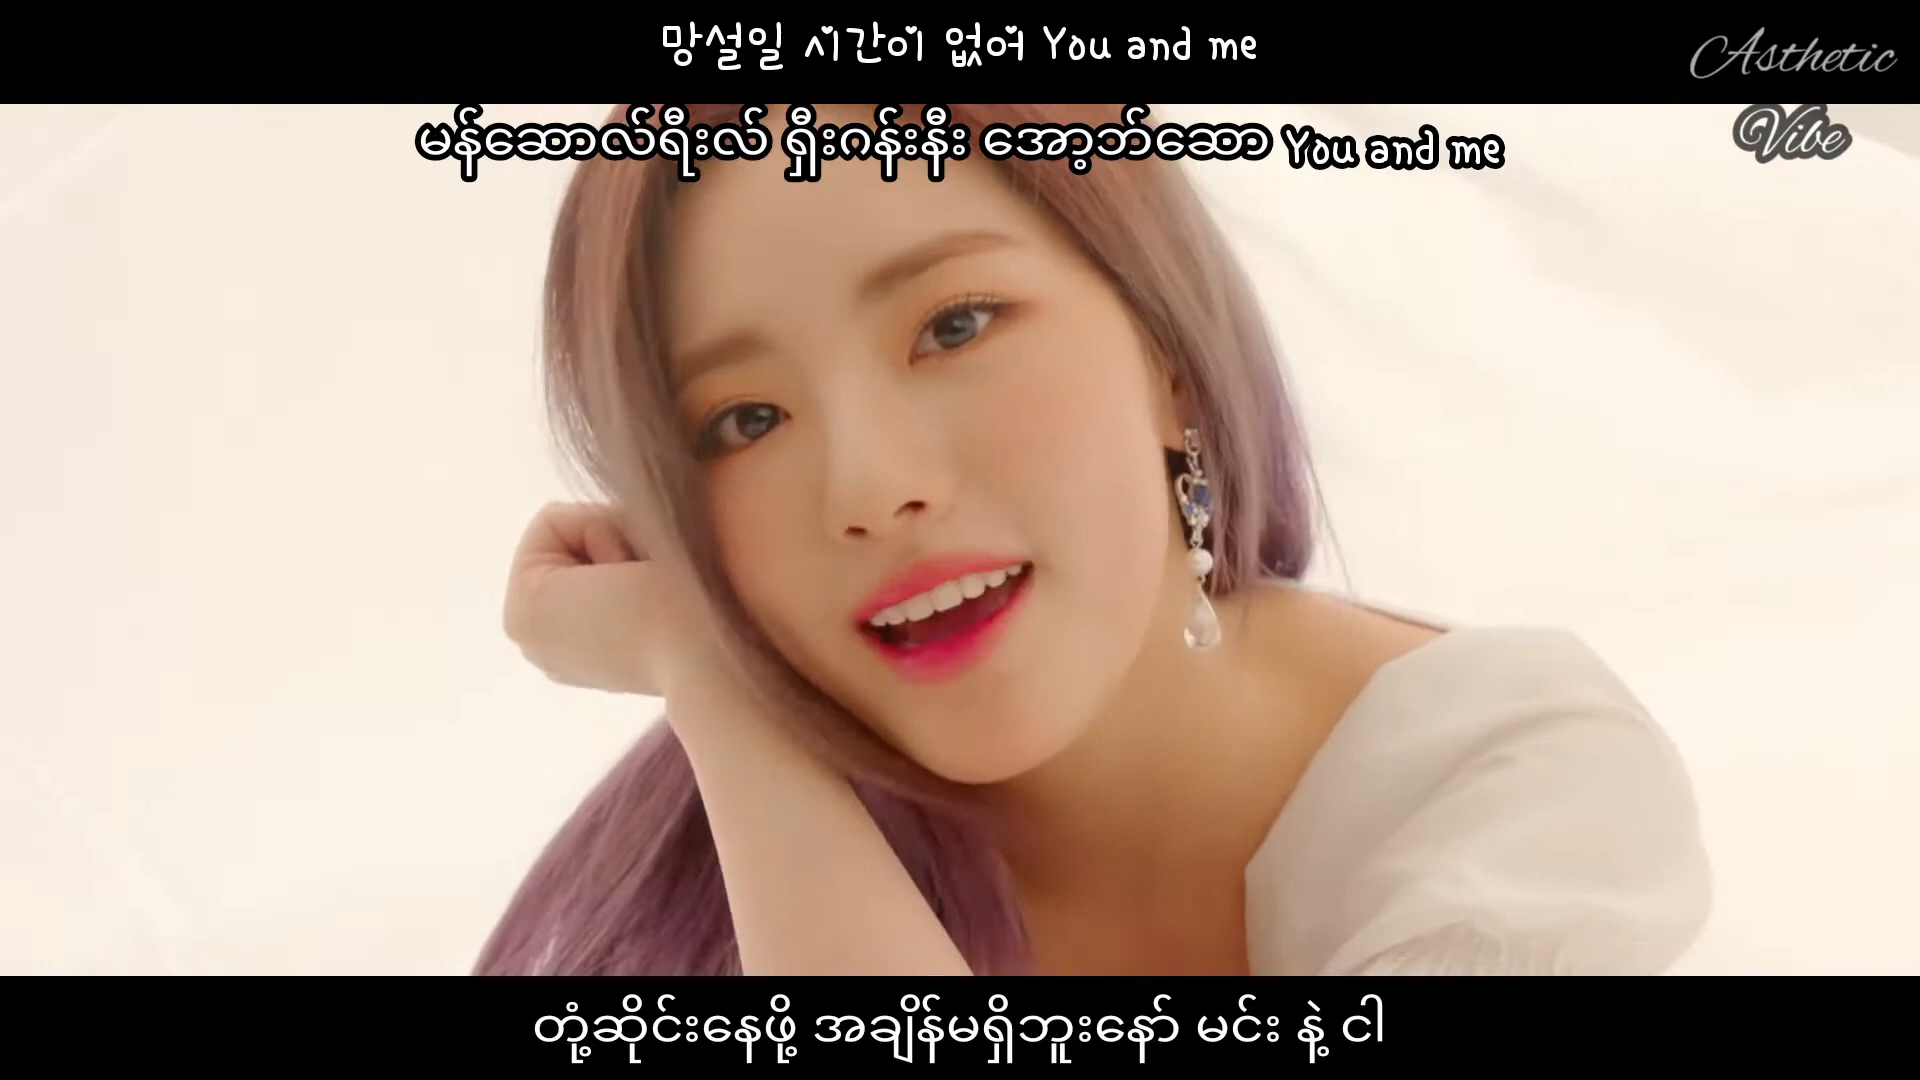 망설일 시간이 없어 You and me
Asthetic
Vibe
မန်ဆောလ်ရီးလ် ရှီးဂန်းနီး အော့ဘ်ဆော You and me
တုံ့ဆိုင်းနေဖို့ အချိန်မရှိဘူးနော် မင်း နဲ့ ငါ